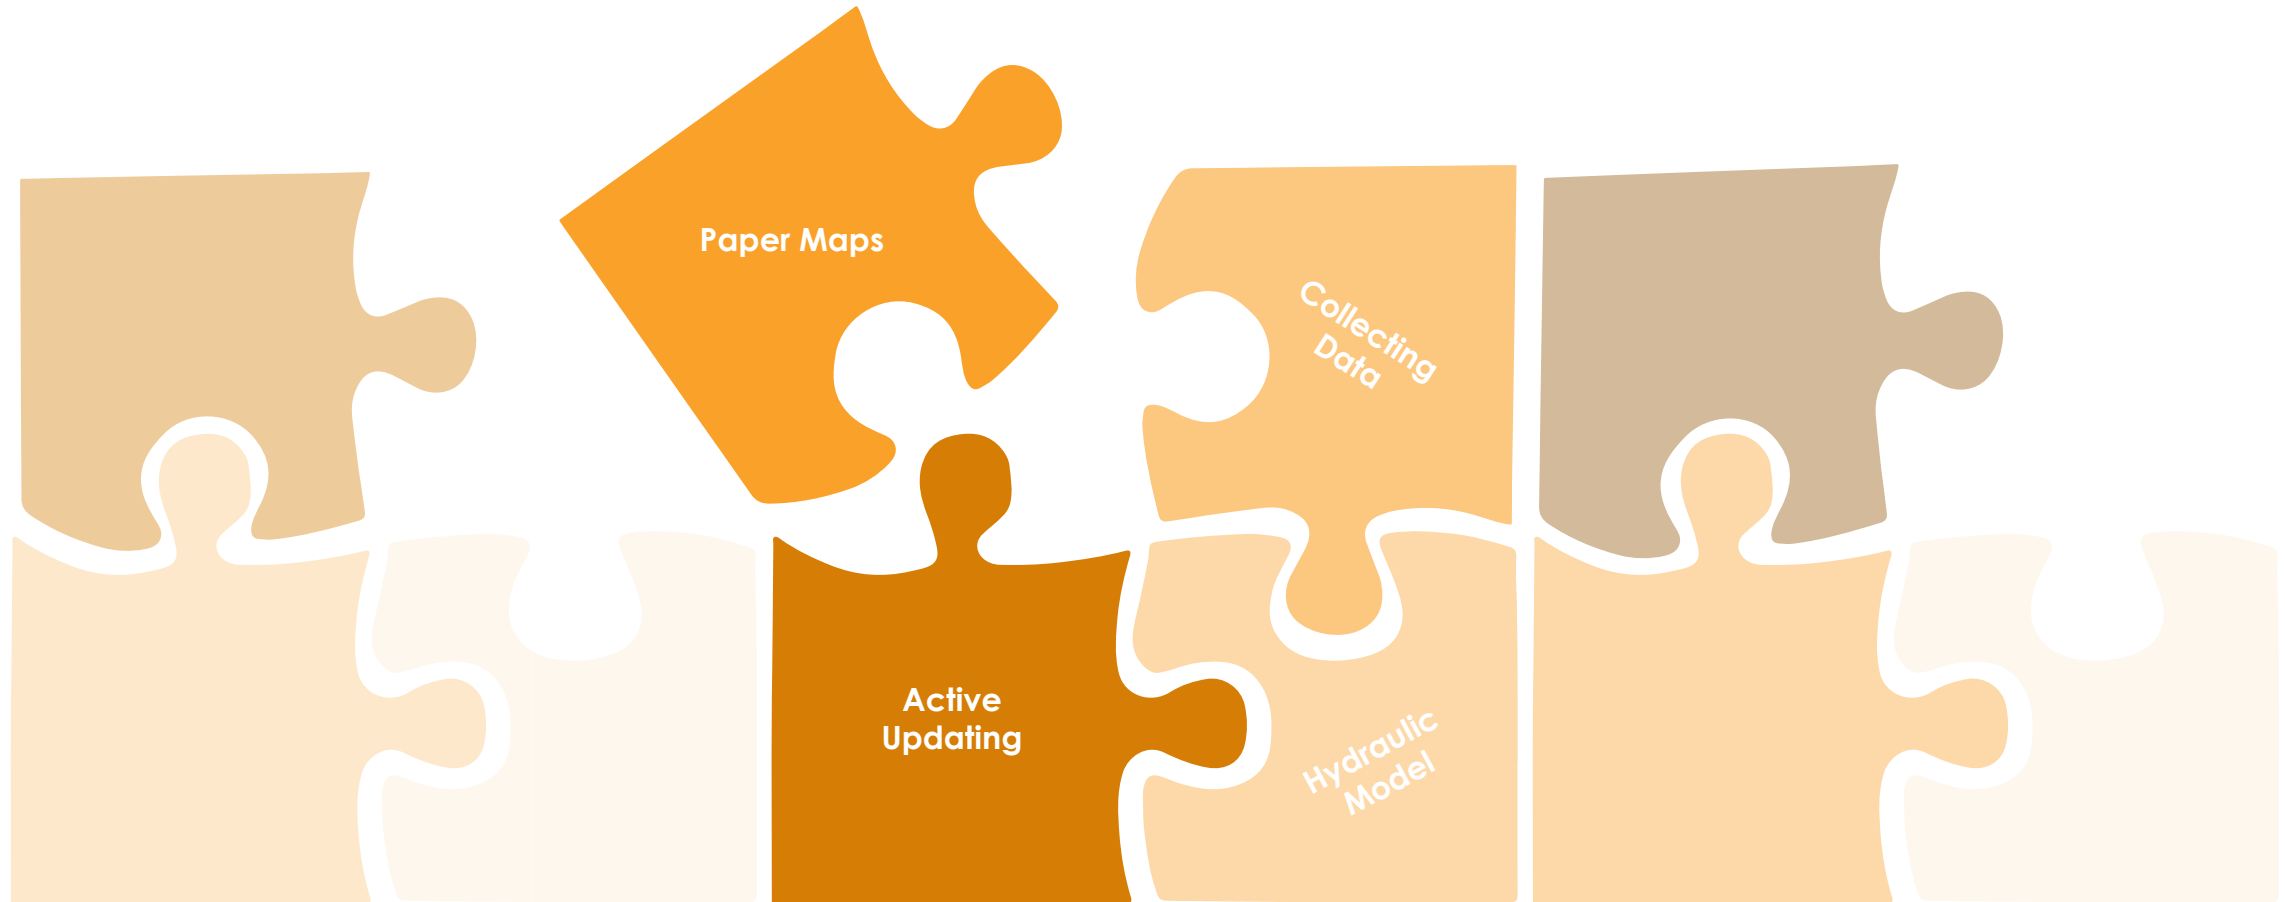 Paper Maps
Collecting
Data
Active
Updating
Hydraulic
Model